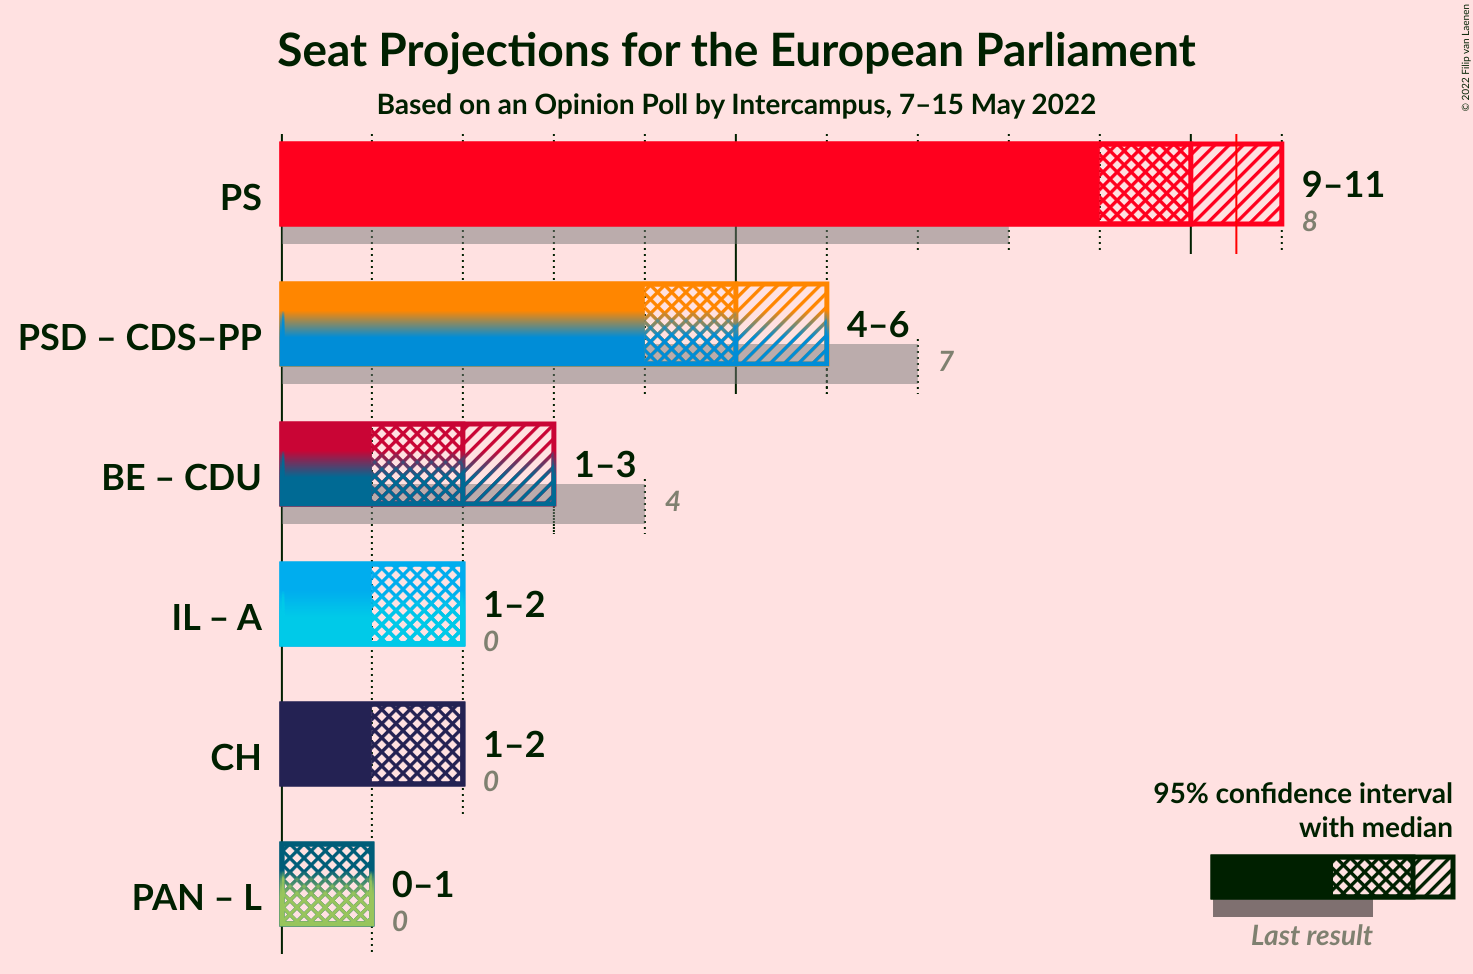 Seat Projections for the European Parliament
Based on an Opinion Poll by Intercampus, 7–15 May 2022
© 2022 Filip van Laenen
PS
9–11
8
PSD – CDS–PP
4–6
7
BE – CDU
1–3
4
IL – A
1–2
0
CH
1–2
0
PAN – L
0–1
0
95% confidence interval
with median
Last result